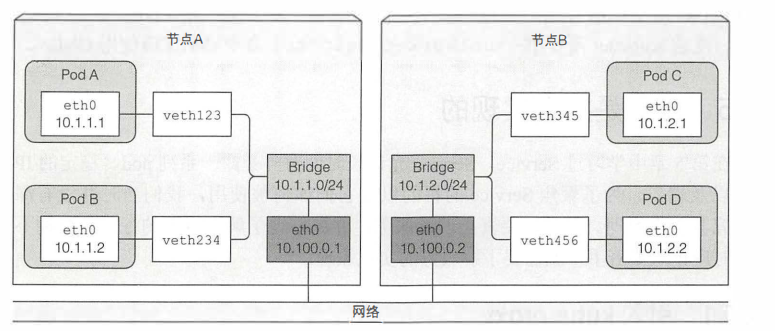 节点A
Pod A
eth0
10.1.1.1
veth123
Bridge
10.1.1.0/24
Pod B
eth0
10.1.1.2
veth234
eth0
10.100.0.1
节点B
Pod C
veth345
eth0
10.1.2.1
Bridge
10.1.2.0/24
Pod D
eth0
10.100.0.2
veth456
eth0
10.1.2.2
网络